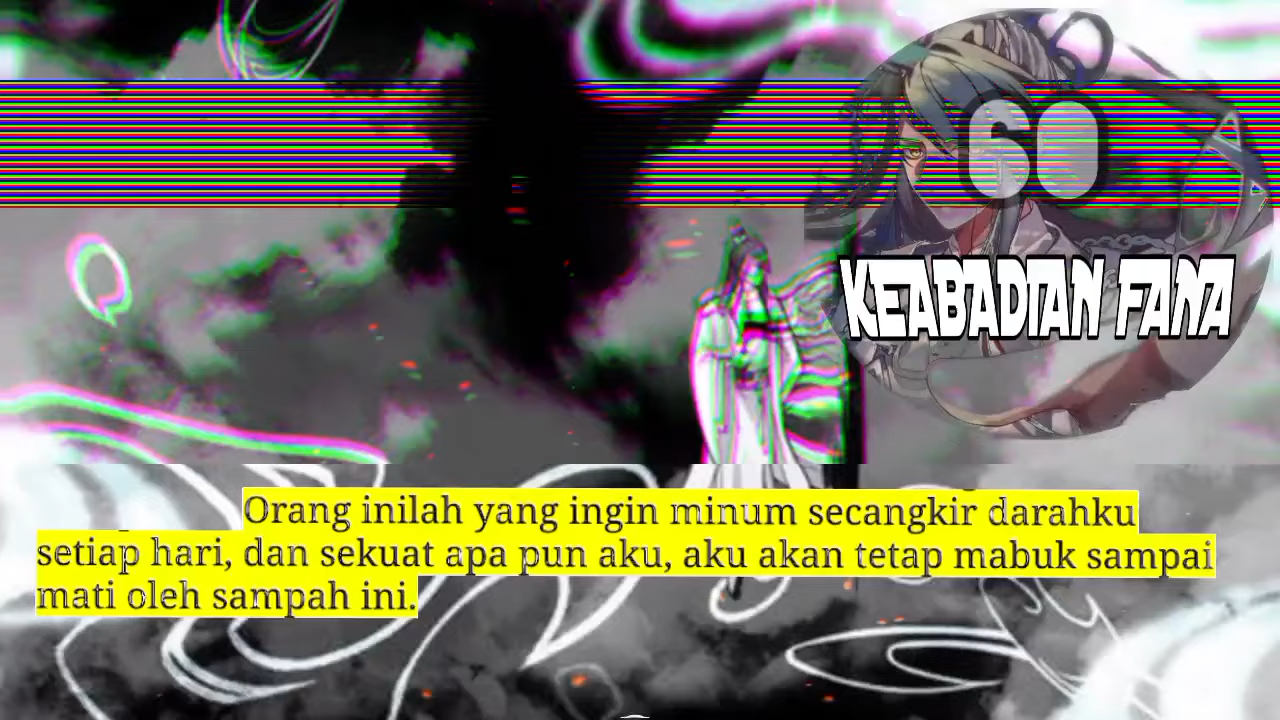 60
KEABADIAN FANA
Orang inilah yang ingin minum secangkir darahku
setiap hari, dan sekuat apa pun aku, aku akan tetap mabuk sampai
mati oleh sampah ini.